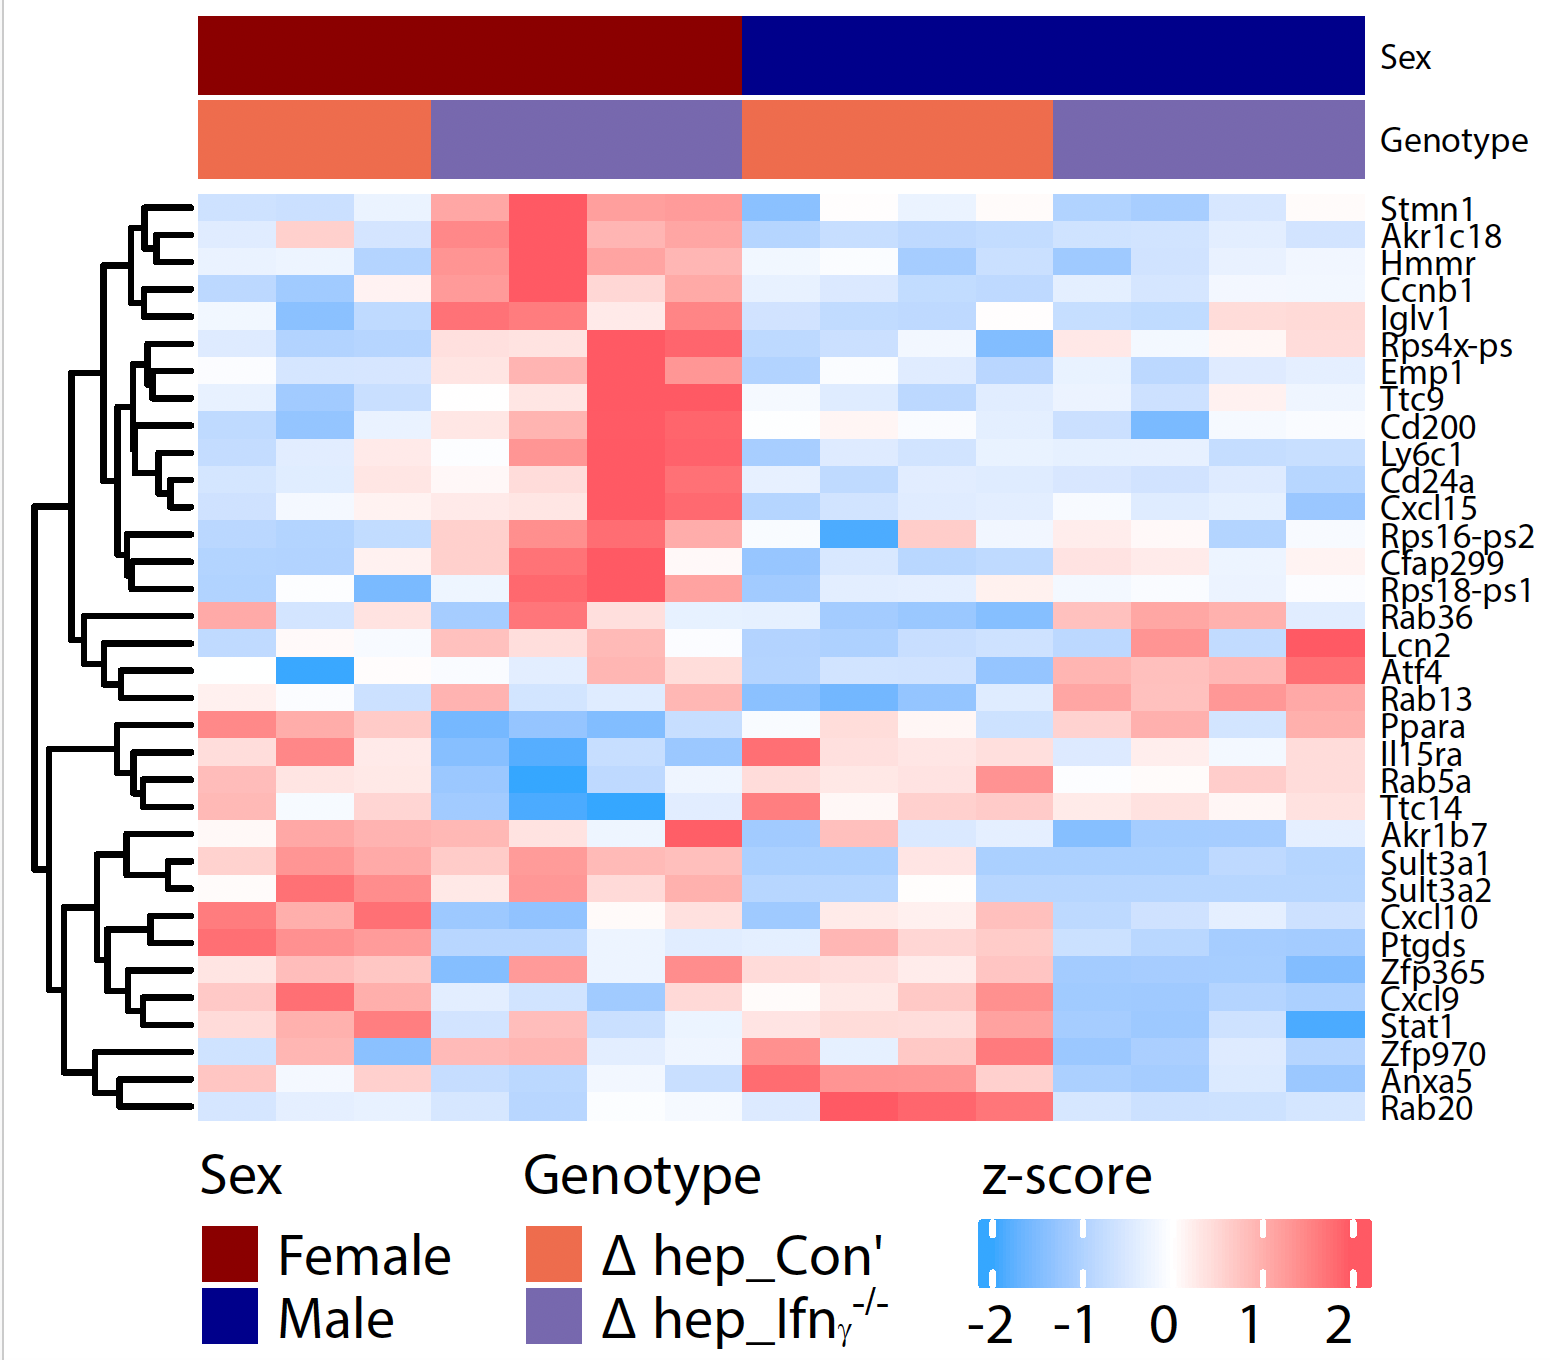 Sex
Genotype
Stmn1
Akr1c18
Hmmr
Ccnb1
Iglv1
Rps4x-ps
Emp1
Ttc9
Cd200
Ly6c1
Cd24a
Cxcl15
Rps16-ps2
Cfap299
Rps18-ps1
Rab36
Lcn2
Atf4
Rab13
Ppara
Il15ra
Rab5a
Ttc14
Akr1b7
Sult3a1
Sult3a2
Cxcl10
Ptgds
Zfp365
Cxcl9
Stat1
Zfp970
Anxa5
Rab20
Sex Genotype z-score
Female Δ hep_Con'
Male Δ hep_Ifnγ-/-
-2 -1 0 1 2